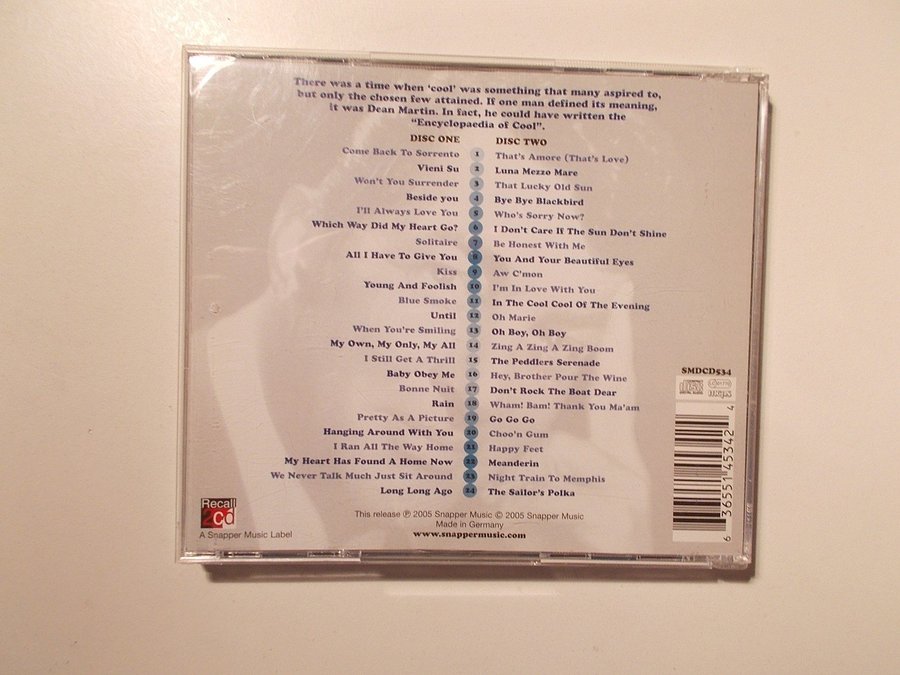 There was a time when ‘cool’ was something that many aspired to,
but only the chosen few attained. If one man defined its meaning,
it was Dean Martin. In fact, he could have written the
“Encyclopaedia of Cool”.
DISC ONE
Come Back To Sorrento 1
Vieni Su 2
Won't You Surrender 3
Beside you 4
I'll Always Love You 5
Which Way Did My Heart Go? 6
Solitaire 7
All I Have To Give You 8
Kiss 9
Young And Foolish 10
Blue Smoke 11
Until 12
When You're Smiling 13
My Own, My Only, My All 14
I Still Get A Thrill 15
Baby Obey Me 16
Bonne Nuit 17
Rain 18
Pretty As A Picture 19
Hanging Around With You 20
I Ran All The Way Home 21
My Heart Has Found A Home Now 22
We Never Talk Much Just Sit Around 23
Long Long Ago 24
DISC TWO
That's Amore (That's Love)
Luna Mezzo Mare
That Lucky Old Sun
Bye Bye Blackbird
Who's Sorry Now?
I Don't Care If The Sun Don't Shine
Be Honest With Me
You And Your Beautiful Eyes
Aw C'mon
I'm In Love With You
In The Cool Cool Of The Evening
Oh Marie
Oh Boy, Oh Boy
Zing A Zing A Zing Boom
The Peddlers Serenade
Hey, Brother Pour The Wine
Don't Rock The Boat Dear
Wham! Bam! Thank You Ma'am
Go Go Go
Choo'n Gum
Happy Feet
Meanderin
Night Train To Memphis
The Sailor's Polka
SMDCD534
6 36551 45342 4
Recall
2cd
A Snapper Music Label
This release ℗ 2005 Snapper Music © 2005 Snapper Music
Made in Germany
www.snappermusic.com